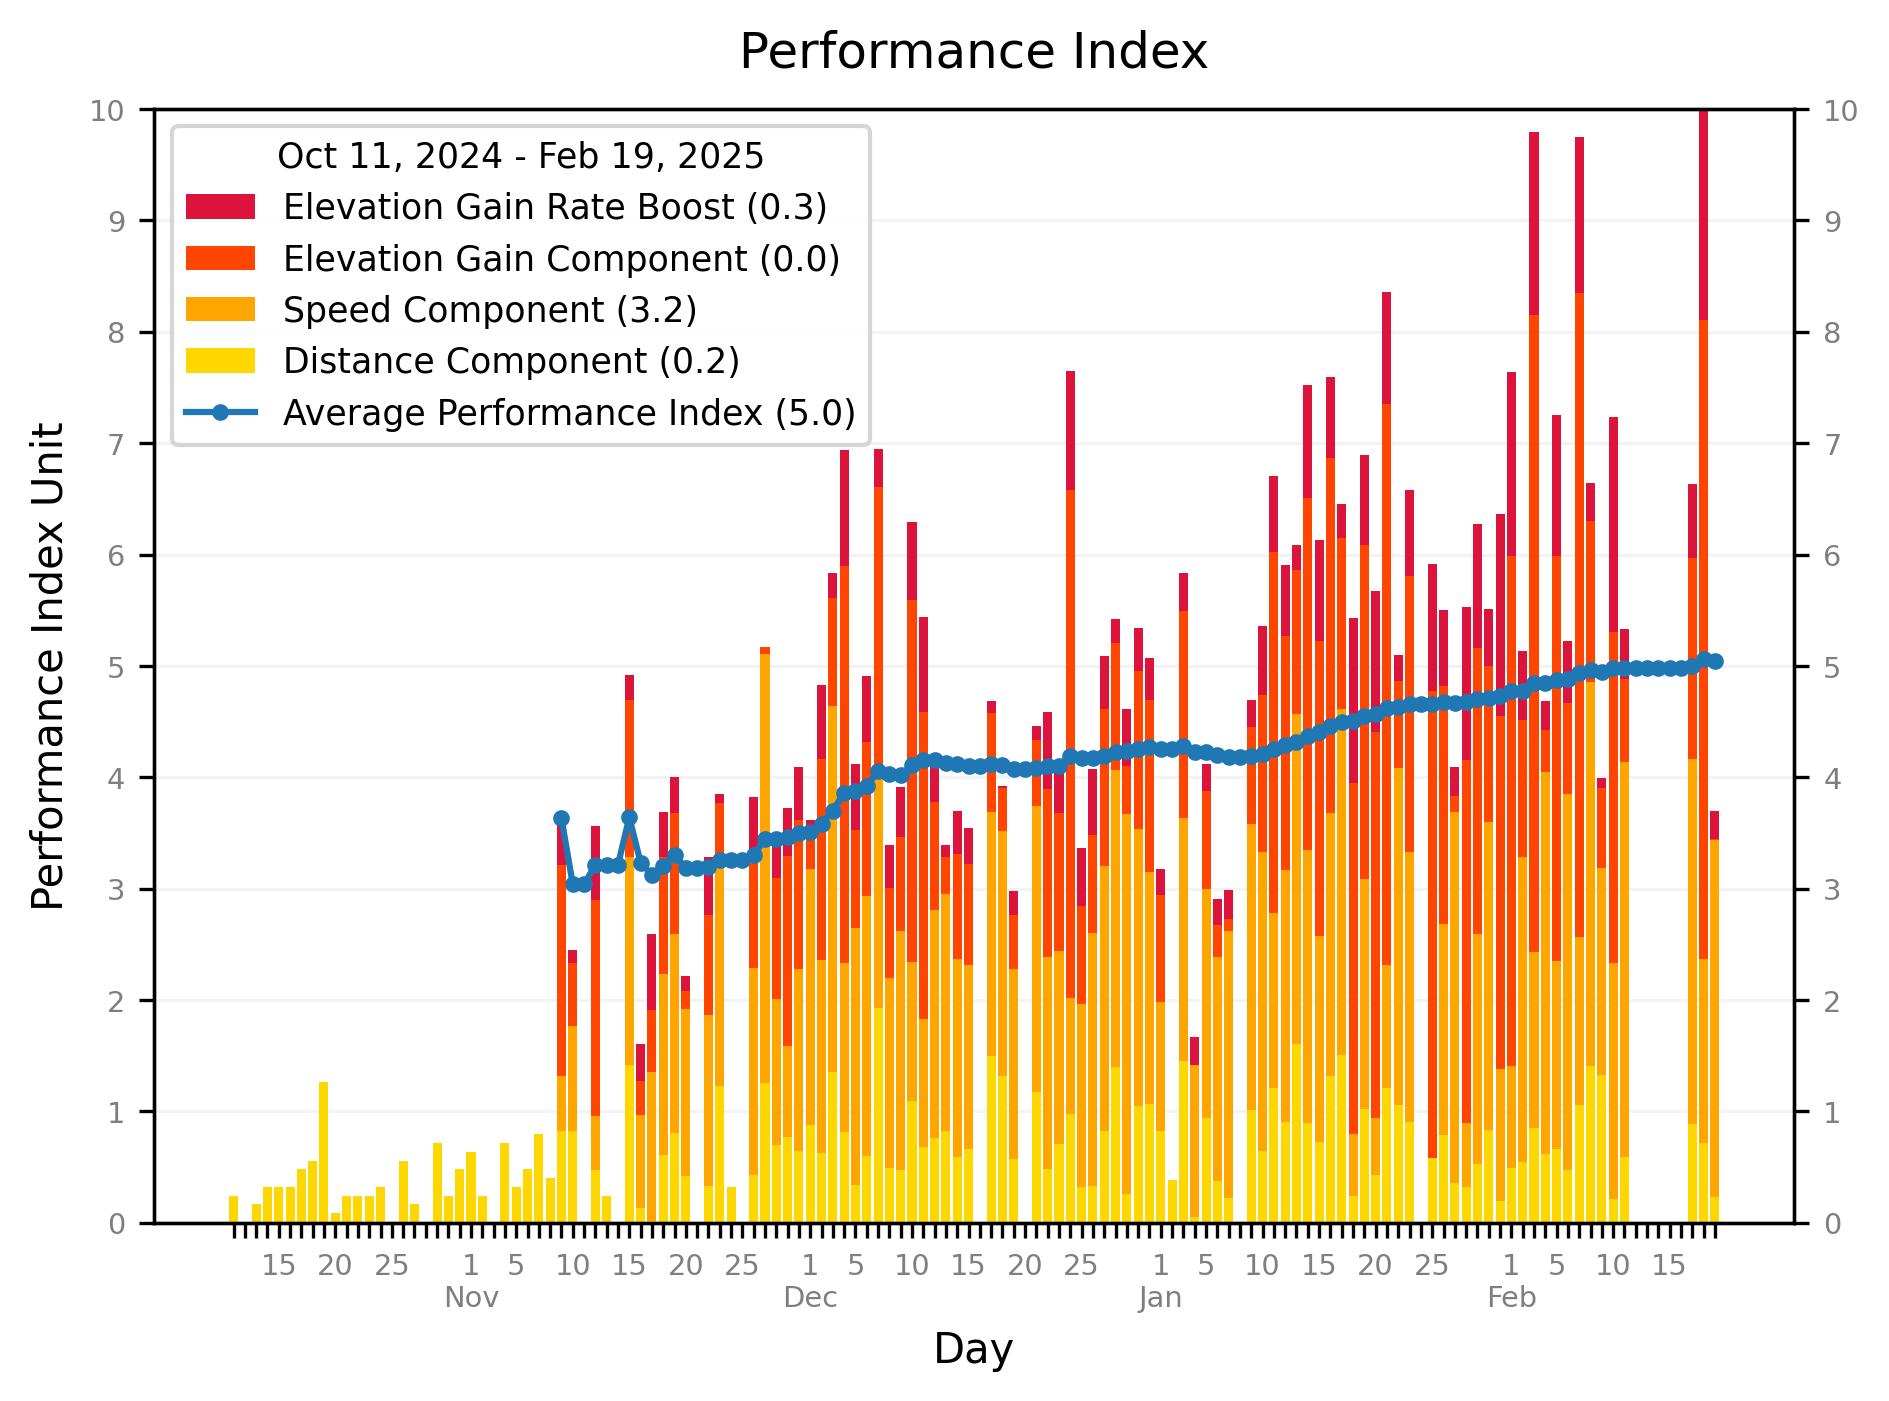 Performance Index
Oct 11, 2024 - Feb 19, 2025
Elevation Gain Rate Boost (0.3)
Elevation Gain Component (0.0)
Speed Component (3.2)
Distance Component (0.2)
Average Performance Index (5.0)
Performance Index Unit
10 10
9 9
8 8
7 7
6 6
5 5
4 4
3 3
2 2
1 1
0 0
15 20 25 1 5 10 15 20 25 1 5 10 15 20 25 1 5 10 15 20 25 1 5 10 15
Nov Dec Jan Feb
Day